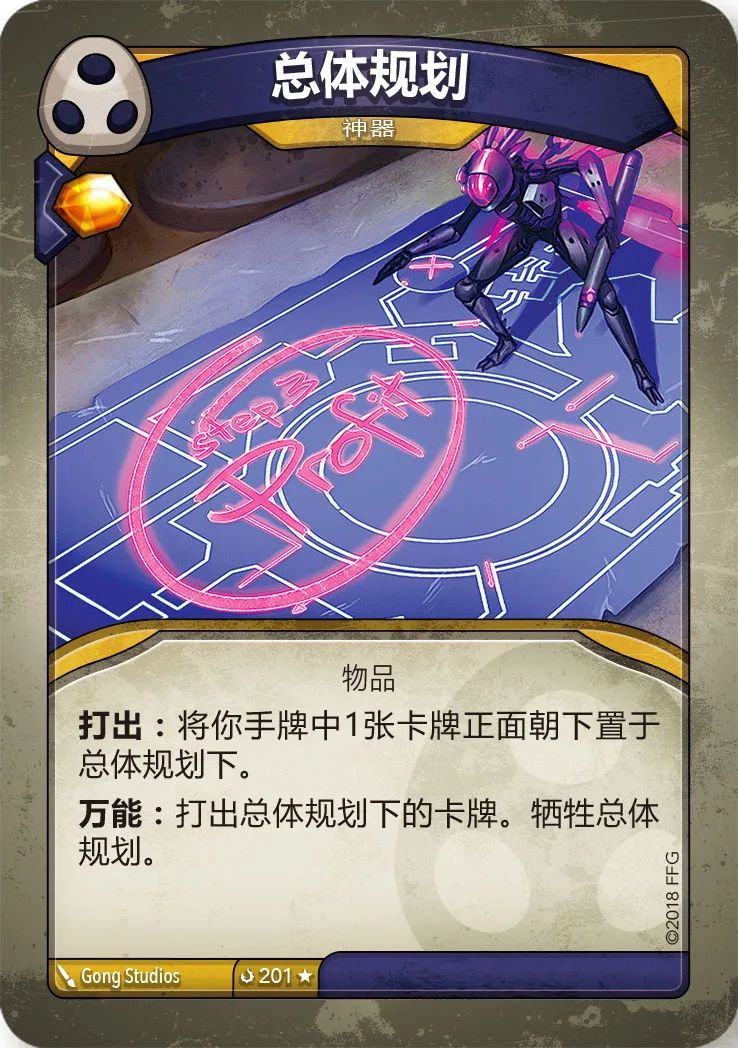 总体规划
神器
step 3
Profit
物品
打出：将你手牌中1张卡牌正面朝下置于
总体规划下。
万能：打出总体规划下的卡牌。牺牲总体
规划。
©2018 FFG
Gong Studios
201★